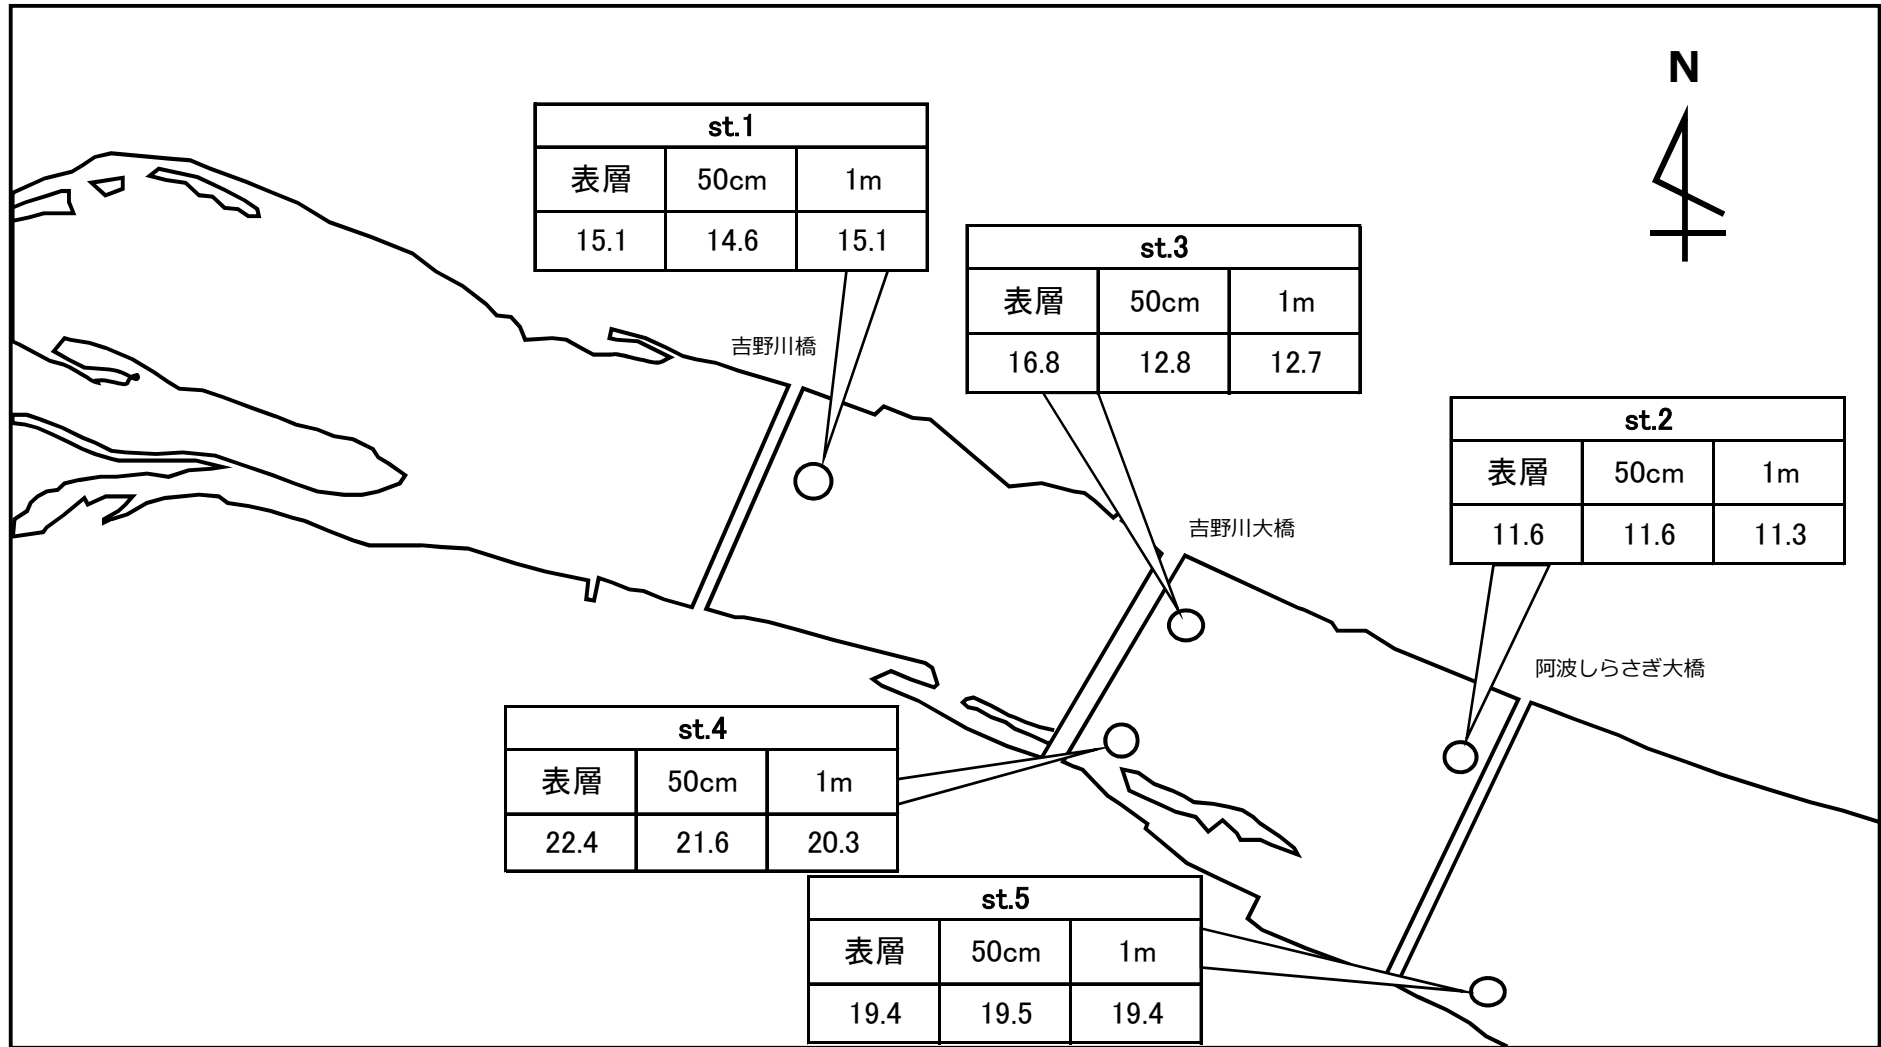 N
st.1
表層 50cm 1m
15.1 14.6 15.1
st.3
表層 50cm 1m
16.8 12.8 12.7
吉野川橋
st.2
表層 50cm 1m
11.6 11.6 11.3
吉野川大橋
阿波しらさぎ大橋
st.4
表層 50cm 1m
22.4 21.6 20.3
st.5
表層 50cm 1m
19.4 19.5 19.4